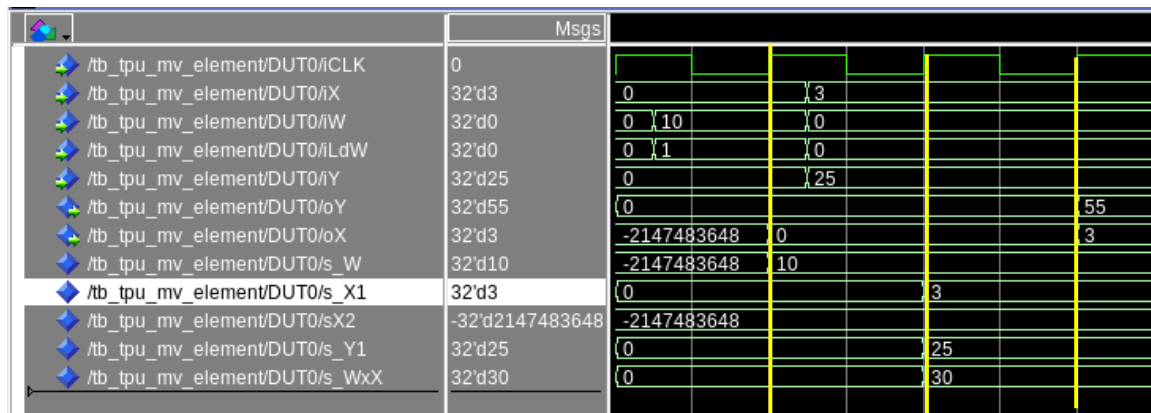 Msgs
/tb_tpu_mv_element/DUT0/iCLK 0
/tb_tpu_mv_element/DUT0/iX 32'd3 0 3
/tb_tpu_mv_element/DUT0/iW 32'd0 0 10 0
/tb_tpu_mv_element/DUT0/iLdW 32'd0 0 1 0
/tb_tpu_mv_element/DUT0/iY 32'd25 0 25
/tb_tpu_mv_element/DUT0/oY 32'd55 0 55
/tb_tpu_mv_element/DUT0/oX 32'd3 -2147483648 0 3
/tb_tpu_mv_element/DUT0/s_W 32'd10 -2147483648 10
/tb_tpu_mv_element/DUT0/s_X1 32'd3 0 3
/tb_tpu_mv_element/DUT0/sX2 -32'd2147483648 -2147483648
/tb_tpu_mv_element/DUT0/s_Y1 32'd25 0 25
/tb_tpu_mv_element/DUT0/s_WxX 32'd30 0 30